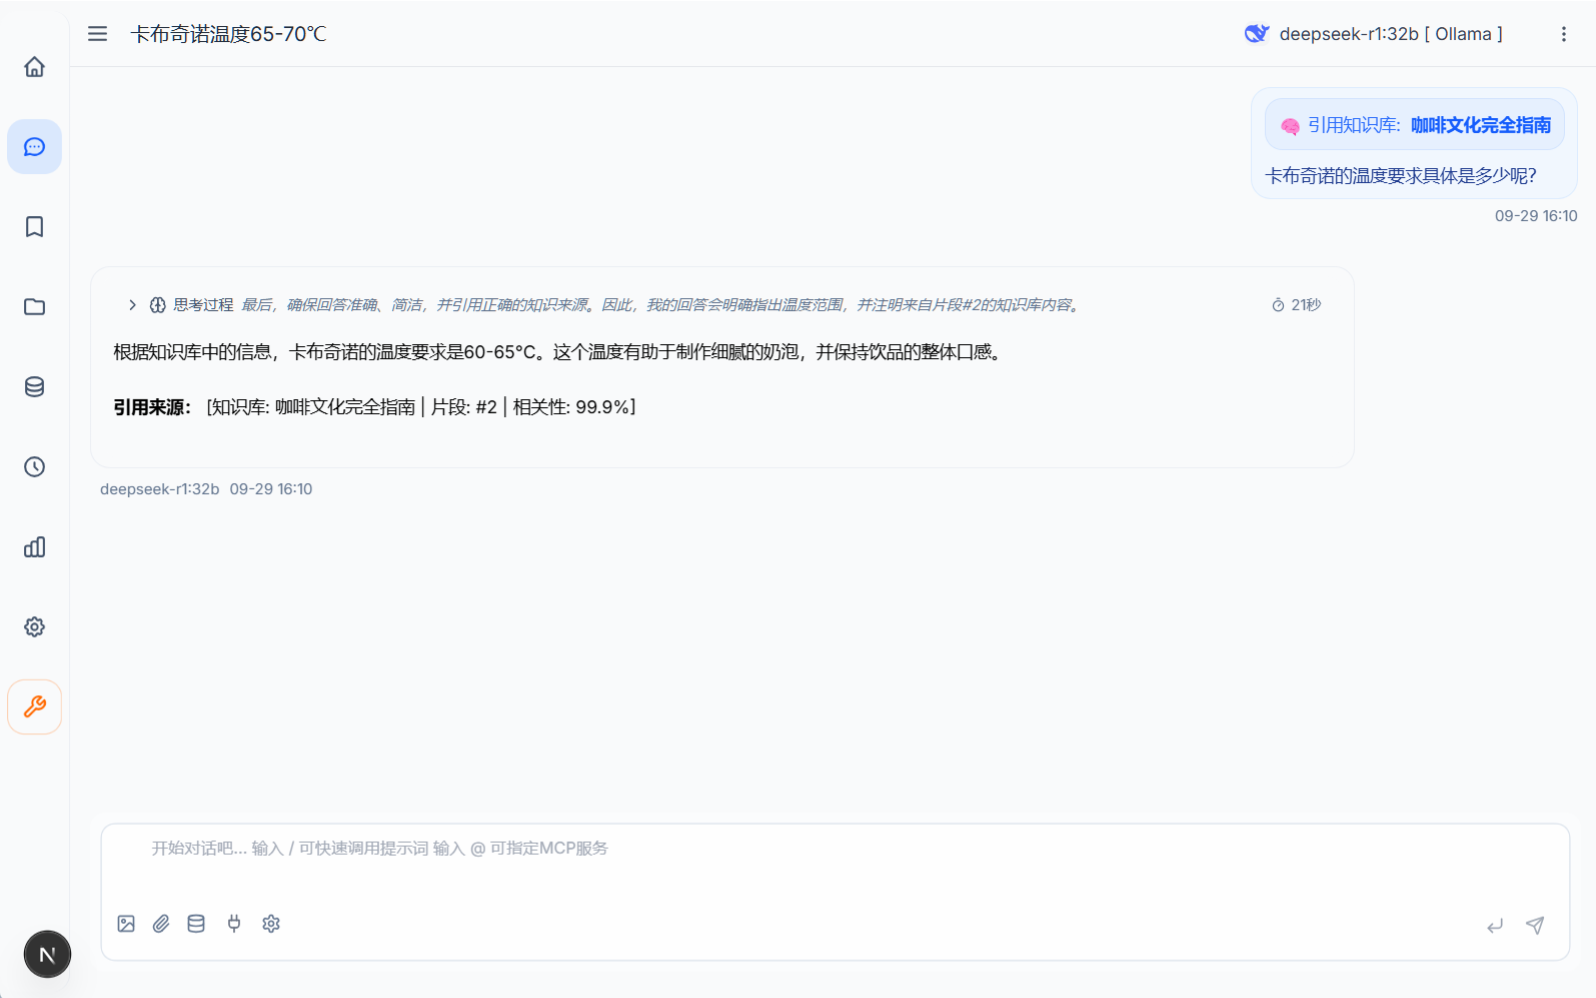 卡布奇诺温度65-70℃
deepseek-r1:32b [ Ollama ]
引用知识库: 咖啡文化完全指南
卡布奇诺的温度要求具体是多少呢?
09-29 16:10
思考过程 最后，确保回答准确、简洁，并引用正确的知识来源。因此，我的回答会明确指出温度范围，并注明来自片段#2的知识库内容。 21秒
根据知识库中的信息，卡布奇诺的温度要求是60-65°C。这个温度有助于制作细腻的奶泡，并保持饮品的整体口感。
引用来源： [知识库: 咖啡文化完全指南 | 片段: #2 | 相关性: 99.9%]
deepseek-r1:32b 09-29 16:10
开始对话吧... 输入 / 可快速调用提示词 输入 @ 可指定MCP服务
N